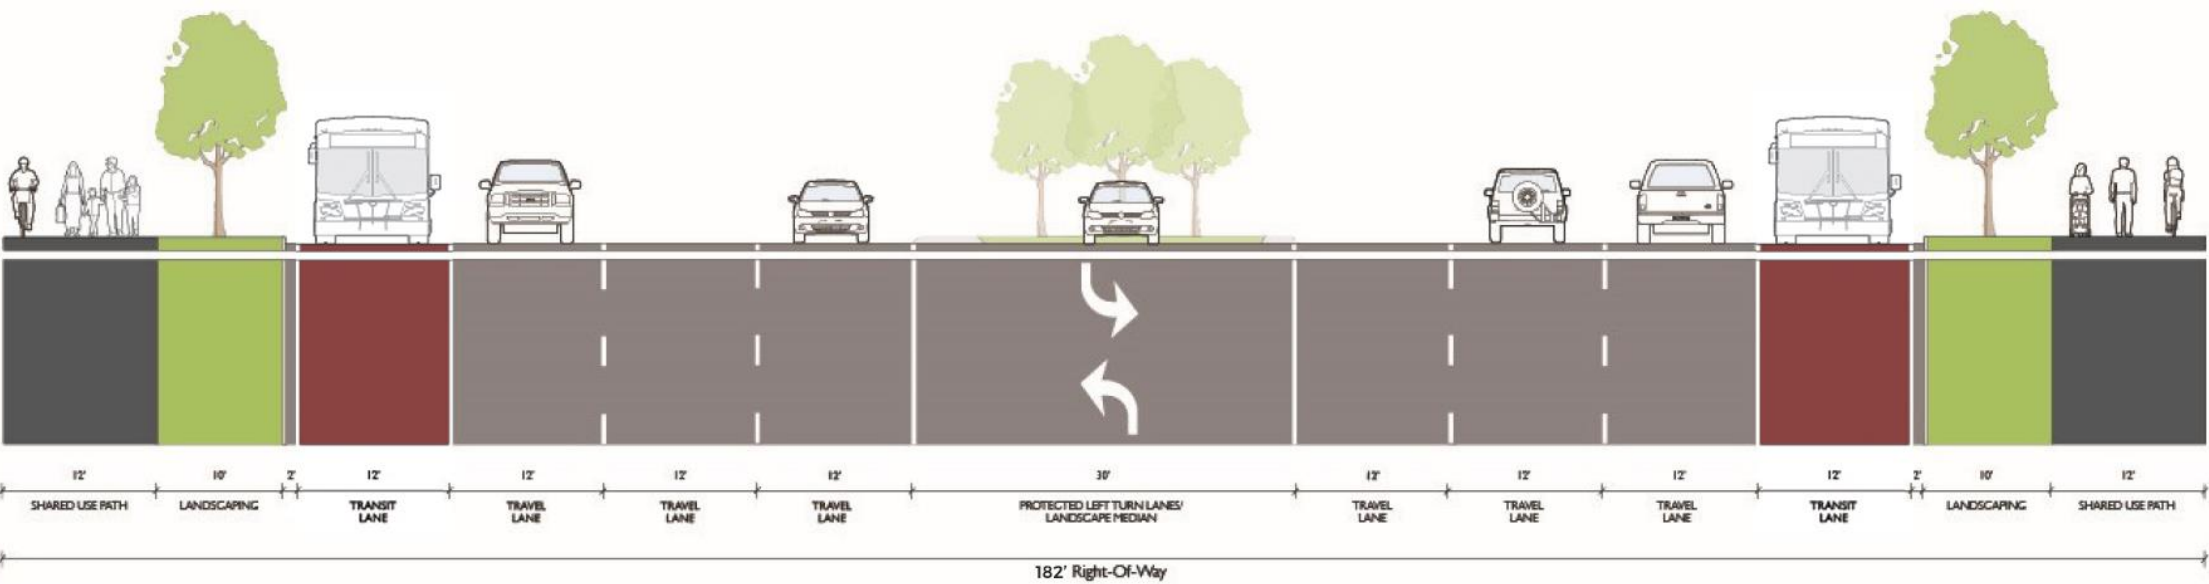 12' 10' 2' 12' 12' 12' 12' 30' 12' 12' 12' 12' 2' 10' 12'
SHARED USE PATH LANDSCAPING TRANSIT TRAVEL TRAVEL TRAVEL PROTECTED LEFT TURN LANES/ TRAVEL TRAVEL TRAVEL TRANSIT LANDSCAPING SHARED USE PATH
LANE LANE LANE LANE LANDSCAPE MEDIAN LANE LANE LANE LANE
182' Right-Of-Way